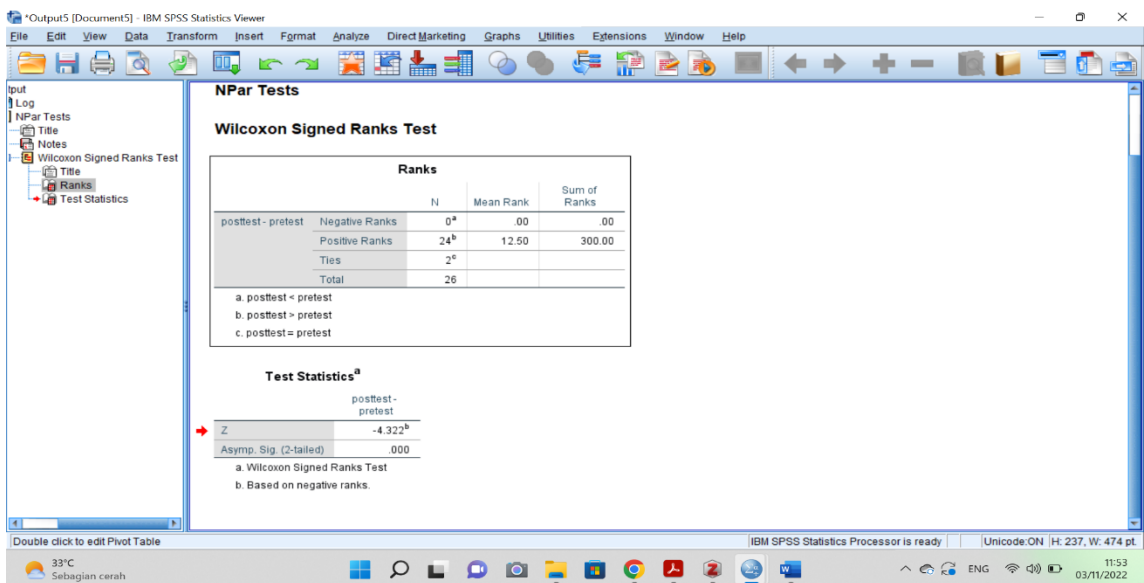 *Output5 [Document5] - IBM SPSS Statistics Viewer
File Edit View Data Transform Insert Format Analyze Direct Marketing Graphs Utilities Extensions Window Help
tput
Log
NPar Tests
Title
Notes
Wilcoxon Signed Ranks Test
Title
Ranks
Test Statistics
NPar Tests
Wilcoxon Signed Ranks Test
Ranks
N Mean Rank Sum of Ranks
posttest - pretest Negative Ranks 0a .00 .00
Positive Ranks 24b 12.50 300.00
Ties 2c
Total 26
a. posttest < pretest
b. posttest > pretest
c. posttest = pretest
Test Statisticsa
posttest - pretest
Z -4.322b
Asymp. Sig. (2-tailed) .000
a. Wilcoxon Signed Ranks Test
b. Based on negative ranks.
Double click to edit Pivot Table IBM SPSS Statistics Processor is ready Unicode:ON H: 237, W: 474 pt.
33°C
Sebagian cerah
ENG
11:53
03/11/2022